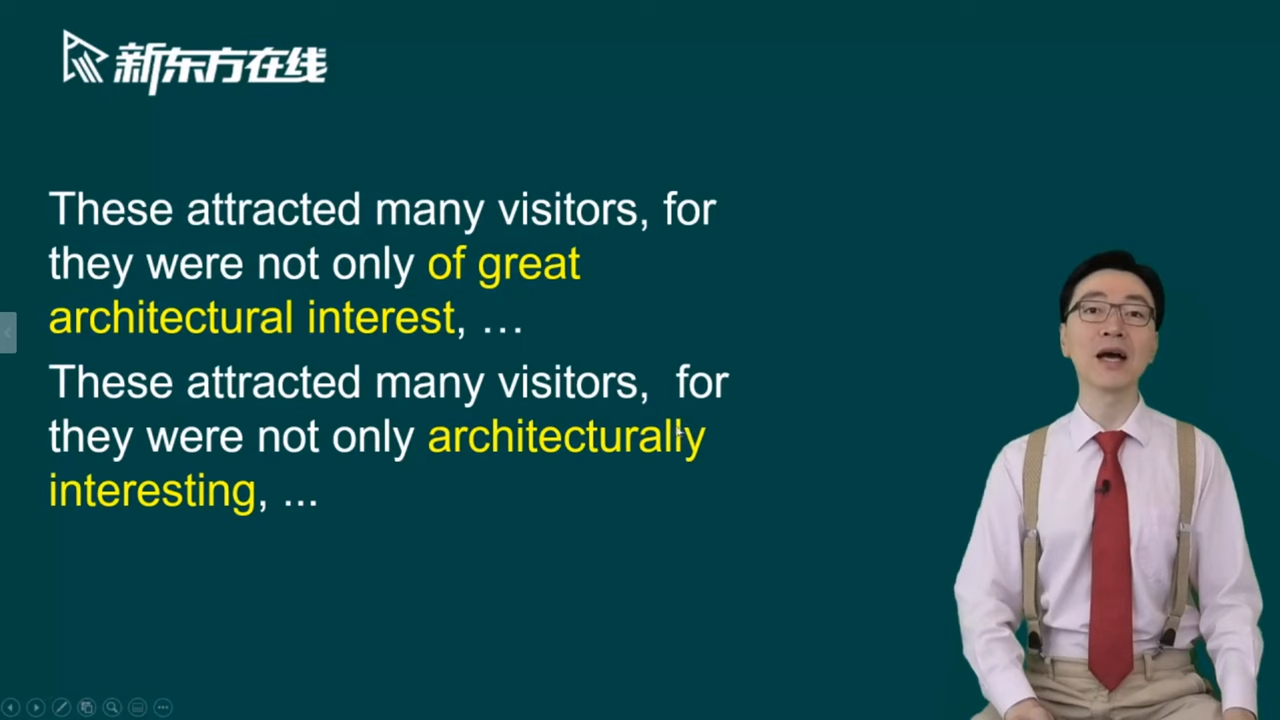 新东方在线
These attracted many visitors, for
they were not only of great
architectural interest, …
These attracted many visitors,  for
they were not only architecturally
interesting, ...